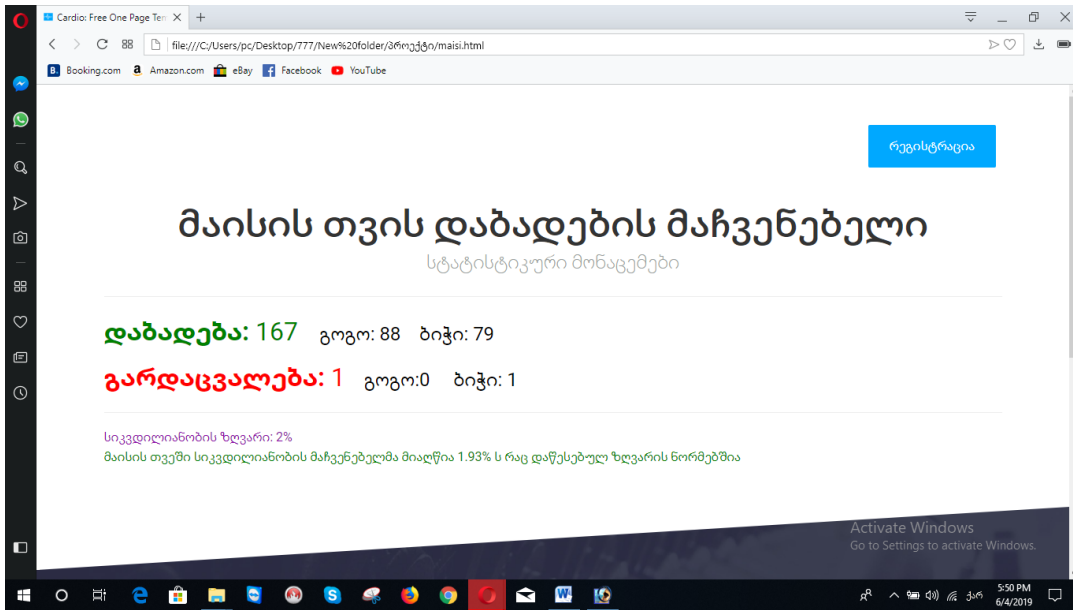 Cardio: Free One Page Ten
file:///C:/Users/pc/Desktop/777/New%20folder/პროექტი/maisi.html
B. Booking.com a Amazon.com eBay Facebook YouTube
რეგისტრაცია
მაისის თვის დაბადების მაჩვენებელი
სტატისტიკური მონაცემები
დაბადება: 167 გოგო: 88 ბიჭი: 79
გარდაცვალება: 1 გოგო:0 ბიჭი: 1
სიკვდილიანობის ზღვარი: 2%
მაისის თვეში სიკვდილიანობის მაჩვენებელმა მიაღწია 1.93% ს რაც დაწესებულ ზღვარის ნორმებშია
Activate Windows
Go to Settings to activate Windows.
ქარ
5:50 PM
6/4/2019